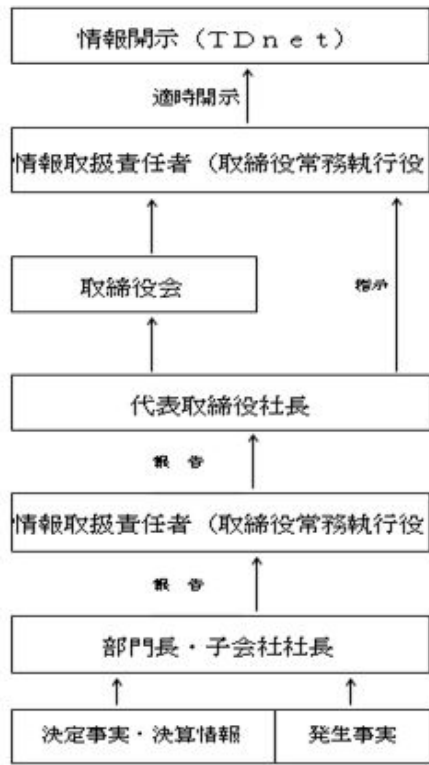 情報開示（ＴＤｎｅｔ）
適時開示
情報取扱責任者（取締役常務執行役
取締役会
指示
代表取締役社長
報告
情報取扱責任者（取締役常務執行役
報告
部門長・子会社社長
決定事実・決算情報
発生事実